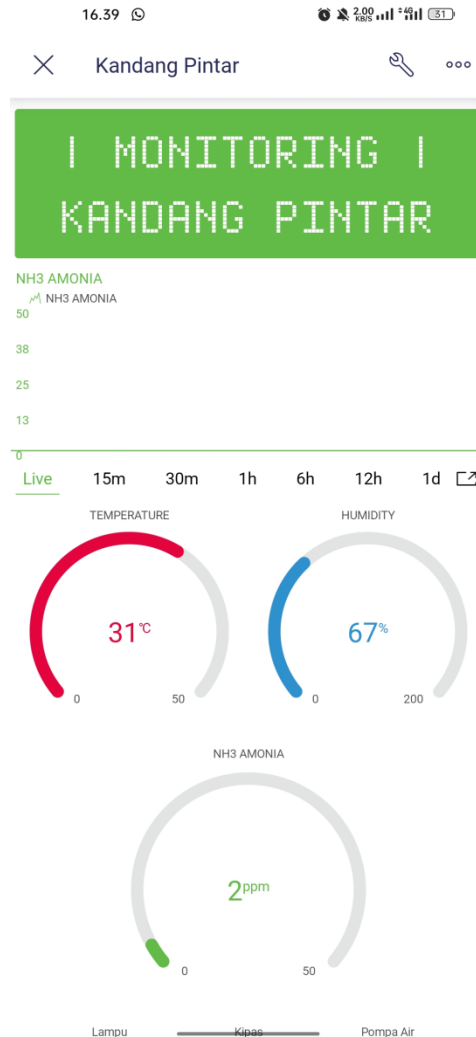 16.39 2.00 KB/S 4G 31
Kandang Pintar
| MONITORING |
KANDANG PINTAR
NH3 AMONIA
NH3 AMONIA
50
38
25
13
0
Live 15m 30m 1h 6h 12h 1d
TEMPERATURE HUMIDITY
31°C 67%
0 50 0 200
NH3 AMONIA
2ppm
0 50
Lampu Kipas Pompa Air